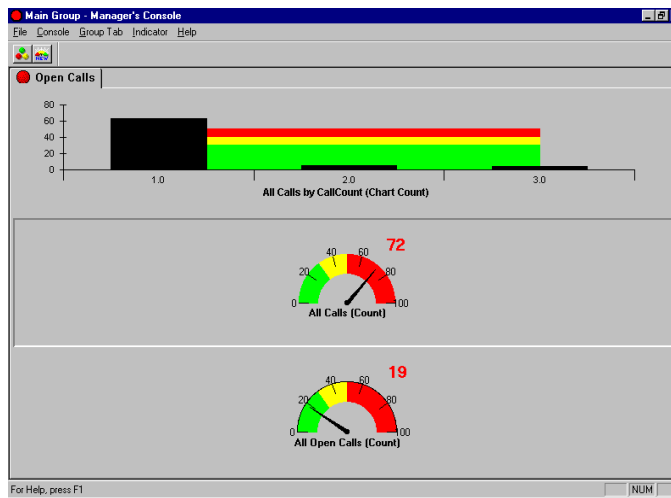 Main Group - Manager's Console
File Console Group Tab Indicator Help
NEW
Open Calls
80
60
40
20
0
1.0 2.0 3.0
All Calls by CallCount (Chart Count)
72
40 60
20 80
0 100
All Calls (Count)
19
40 60
20 80
0 100
All Open Calls (Count)
For Help, press F1 NUM